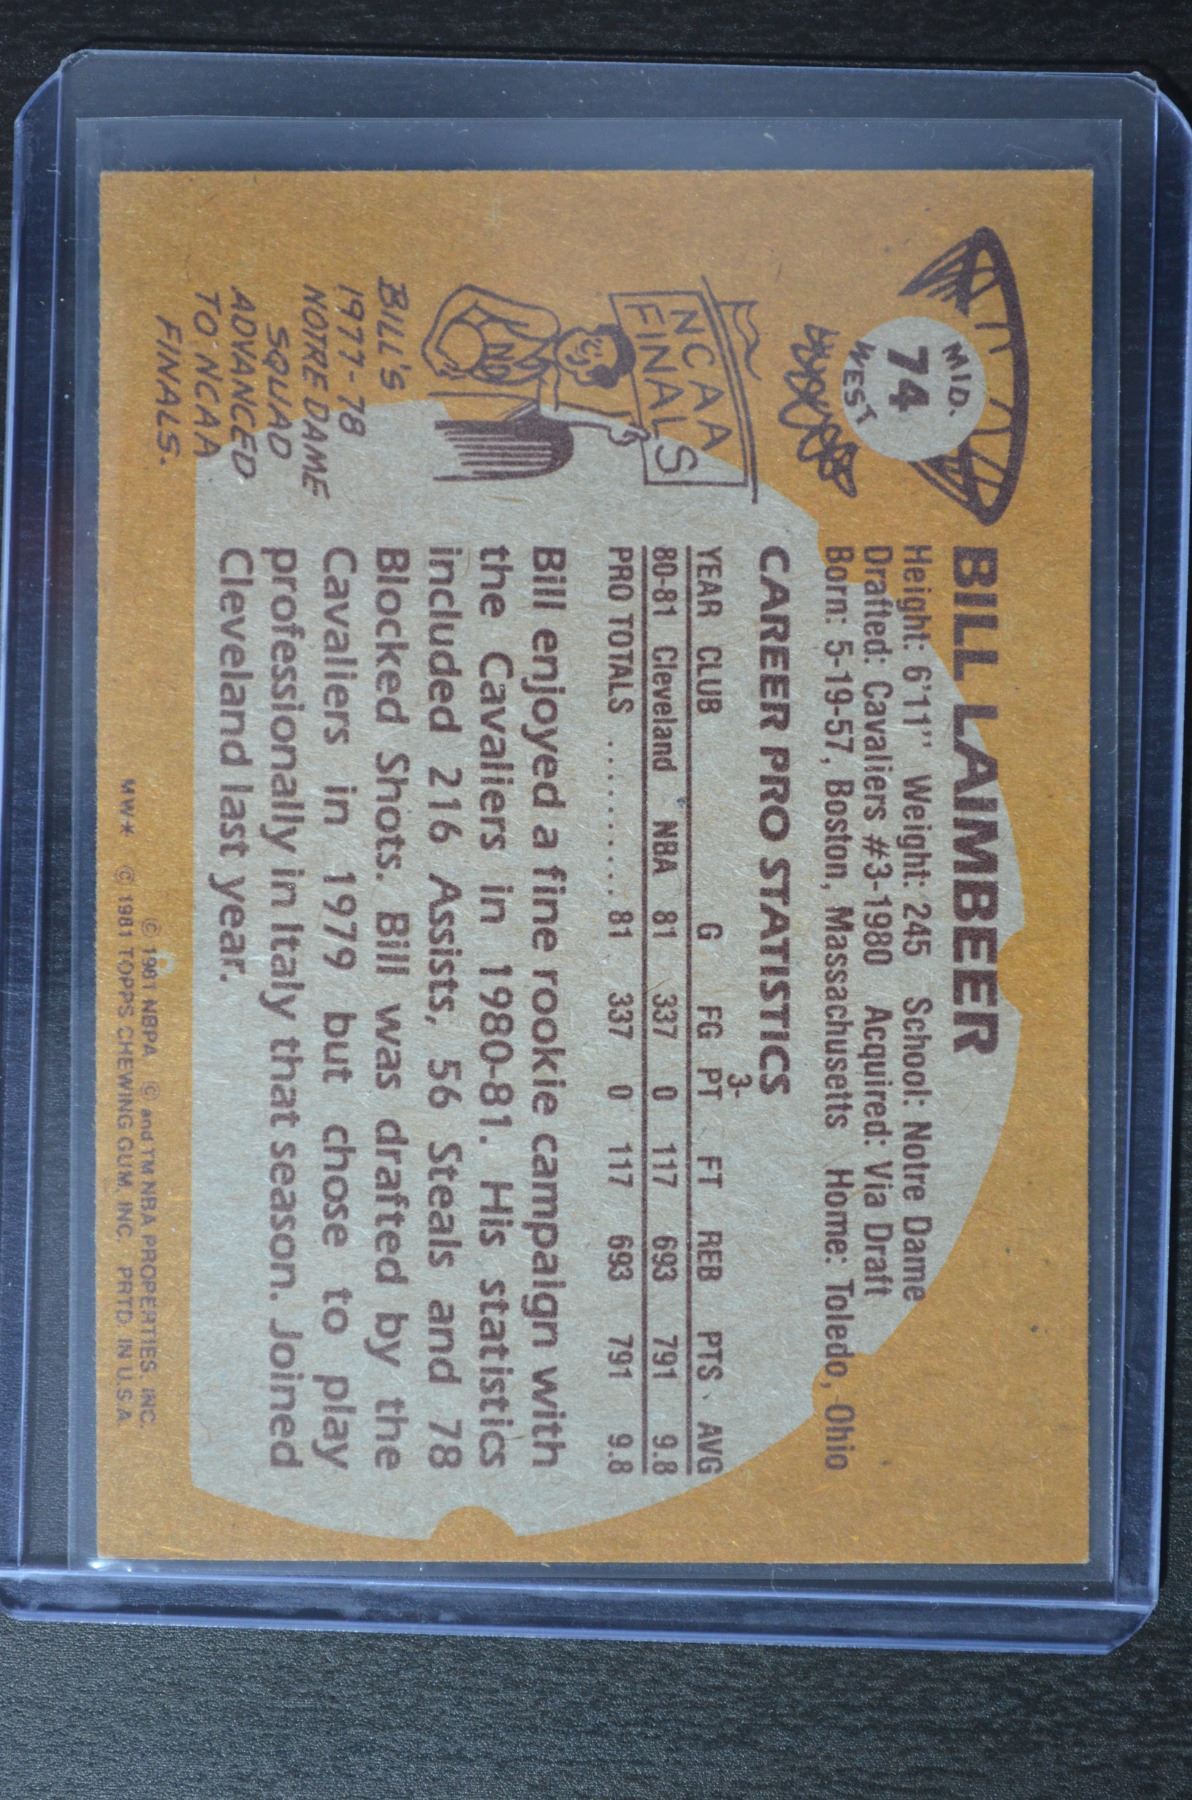 MID.
74
WEST
BILL LAIMBEER
Height: 6'11" Weight: 245 School: Notre Dame
Drafted: Cavaliers #3-1980 Acquired: Via Draft
Born: 5-19-57, Boston, Massachusetts Home: Toledo, Ohio
CAREER PRO STATISTICS
3-
YEAR CLUB G FG PT FT REB PTS AVG
80-81 Cleveland NBA 81 337 0 117 693 791 9.8
PRO TOTALS .......... 81 337 0 117 693 791 9.8
Bill enjoyed a fine rookie campaign with
the Cavaliers in 1980-81. His statistics
included 216 Assists, 56 Steals and 78
Blocked Shots. Bill was drafted by the
Cavaliers in 1979 but chose to play
professionally in Italy that season. Joined
Cleveland last year.
NCAA
FINALS
ND
BILL'S
1977-78
NOTRE DAME
SQUAD
ADVANCED
TO NCAA
FINALS.
© 1981 NBPA © and TM NBA PROPERTIES, INC.
MW* © 1981 TOPPS CHEWING GUM, INC. PRTD. IN U.S.A.